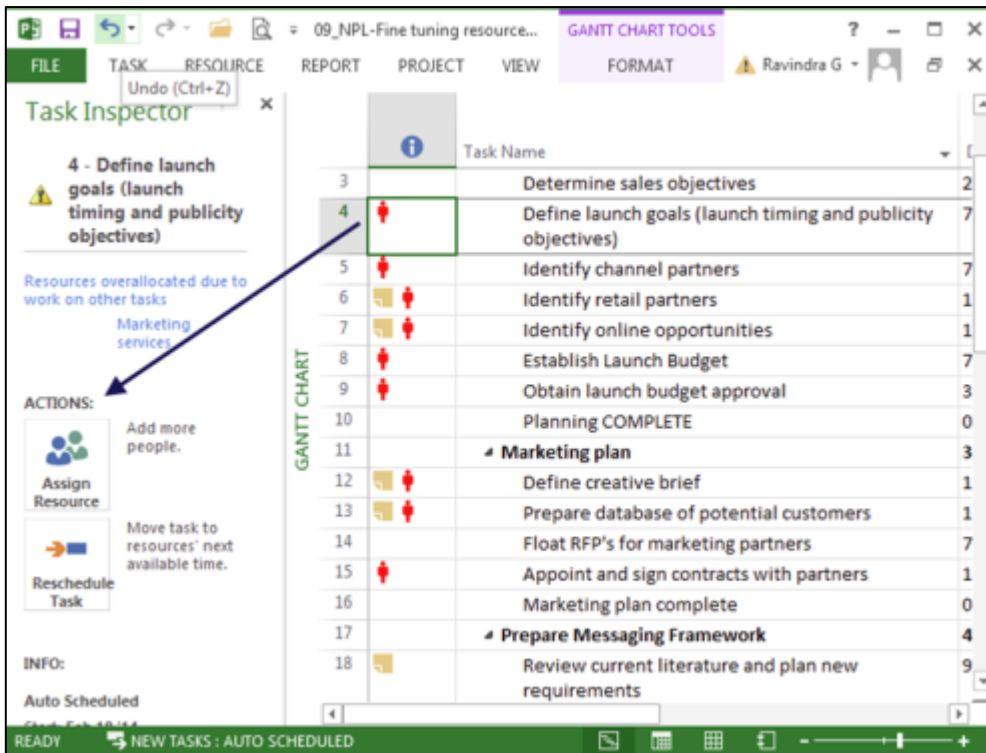 09_NPL-Fine tuning resource...
GANTT CHART TOOLS
?
FILE
TASK
RESOURCE
REPORT
PROJECT
VIEW
FORMAT
Ravindra G
Undo (Ctrl+Z)
Task Inspector
4 - Define launch
goals (launch
timing and publicity
objectives)
Resources overallocated due to
work on other tasks
Marketing
services
ACTIONS:
Assign
Resource
Add more
people.
Reschedule
Task
Move task to
resources' next
available time.
INFO:
Auto Scheduled
GANTT CHART
Task Name
3 Determine sales objectives 2
4 Define launch goals (launch timing and publicity 7
objectives)
5 Identify channel partners 7
6 Identify retail partners 1
7 Identify online opportunities 1
8 Establish Launch Budget 7
9 Obtain launch budget approval 3
10 Planning COMPLETE 0
11 Marketing plan 3
12 Define creative brief 1
13 Prepare database of potential customers 1
14 Float RFP's for marketing partners 7
15 Appoint and sign contracts with partners 1
16 Marketing plan complete 0
17 Prepare Messaging Framework 4
18 Review current literature and plan new 9
requirements
READY
NEW TASKS : AUTO SCHEDULED